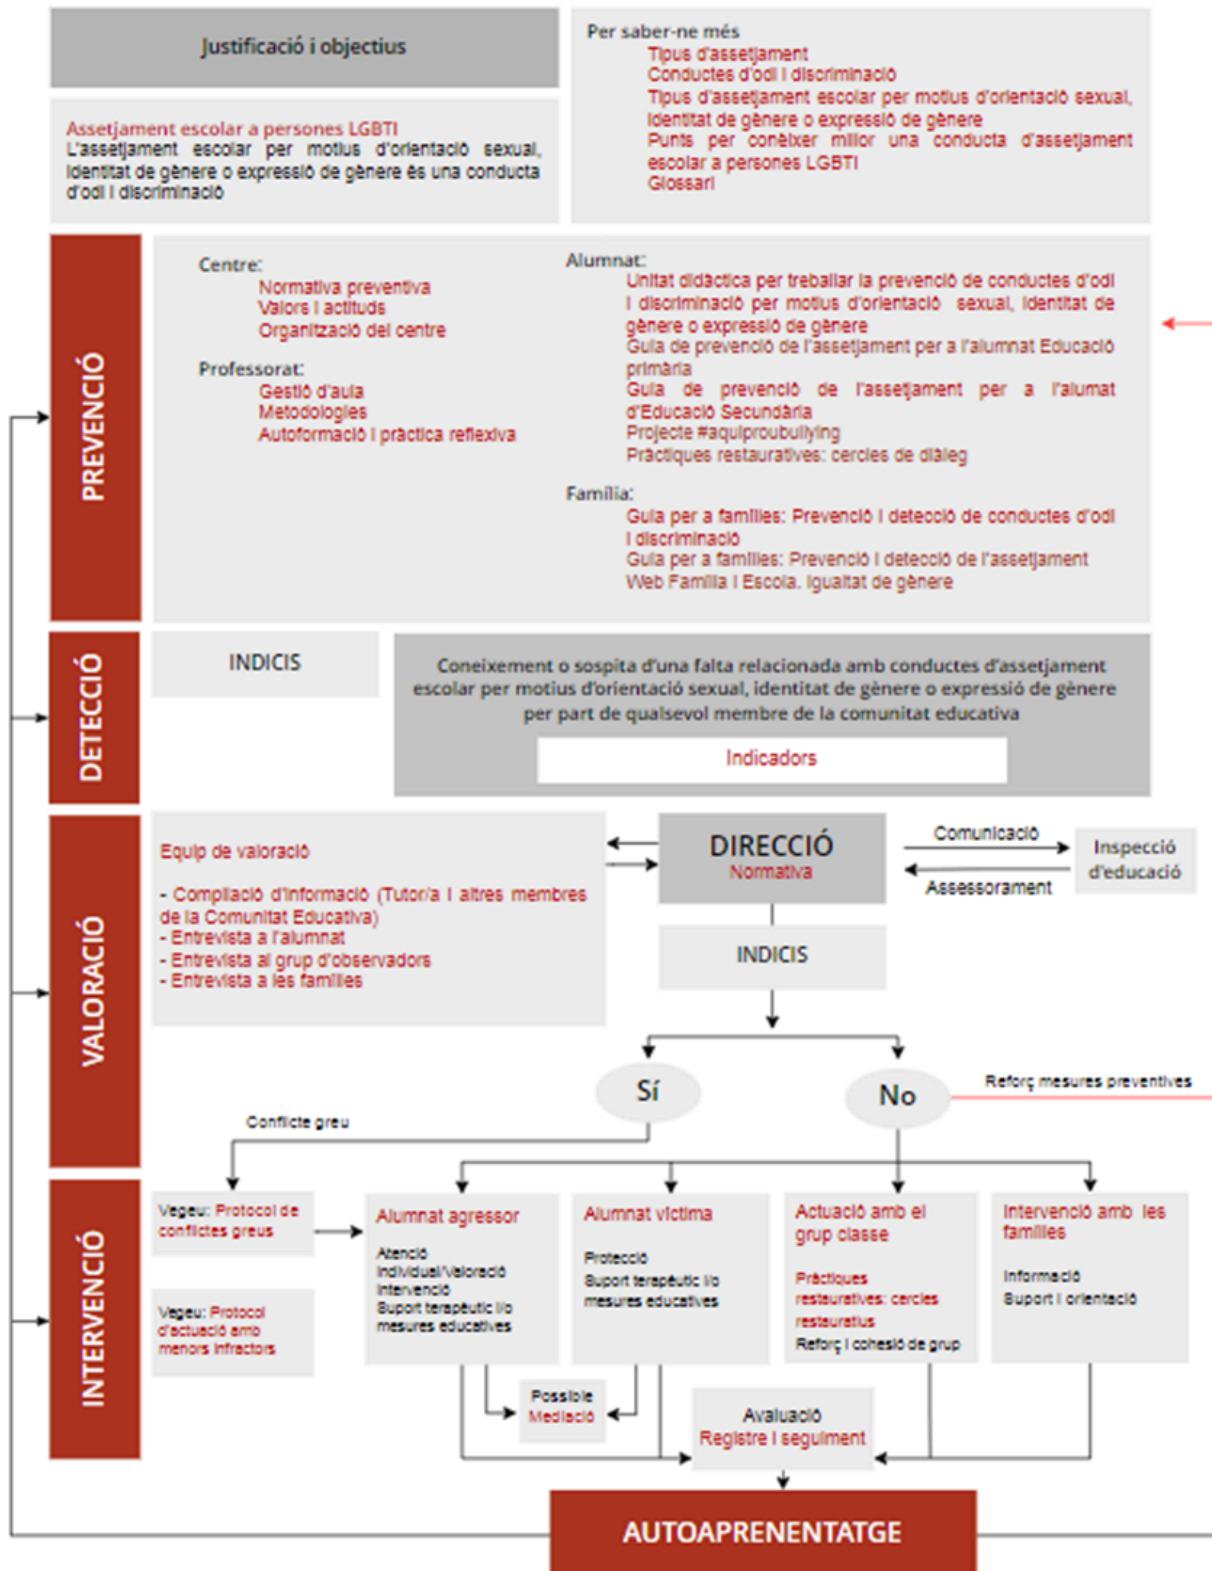 Justificació i objectius
Assetjament escolar a persones LGBTI
L'assetjament escolar per motius d'orientació sexual,
identitat de gènere o expressió de gènere és una conducta
d'odi i discriminació
Per saber-ne més
Tipus d'assetjament
Conductes d'odi i discriminació
Tipus d'assetjament escolar per motius d'orientació sexual,
identitat de gènere o expressió de gènere
Punts per conèixer millor una conducta d'assetjament
escolar a persones LGBTI
Glossari
PREVENCIÓ
Centre:
Normativa preventiva
Valors i actituds
Organització del centre
Professorat:
Gestió d'aula
Metodologies
Autoformació i pràctica reflexiva
Alumnat:
Unitat didàctica per treballar la prevenció de conductes d'odi
i discriminació per motius d'orientació sexual, identitat de
gènere o expressió de gènere
Guia de prevenció de l'assetjament per a l'alumnat Educació
primària
Guia de prevenció de l'assetjament per a l'alumat
d'Educació Secundària
Projecte #aquiproubullying
Pràctiques restauratives: cercles de diàleg
Família:
Guia per a famílies: Prevenció i detecció de conductes d'odi
i discriminació
Guia per a famílies: Prevenció i detecció de l'assetjament
Web Família i Escola. Igualtat de gènere
DETECCIÓ
INDICIS
Coneixement o sospita d'una falta relacionada amb conductes d'assetjament
escolar per motius d'orientació sexual, identitat de gènere o expressió de gènere
per part de qualsevol membre de la comunitat educativa
Indicadors
VALORACIÓ
Equip de valoració
- Compilació d'informació (Tutor/a i altres membres
de la Comunitat Educativa)
- Entrevista a l'alumnat
- Entrevista al grup d'observadors
- Entrevista a les famílies
DIRECCIÓ
Normativa
Comunicació
Assessorament
Inspecció
d'educació
INDICIS
Sí
No
Reforç mesures preventives
Conflicte greu
INTERVENCIÓ
Vegeu: Protocol de
conflictes greus
Vegeu: Protocol
d'actuació amb
menors infractors
Alumnat agressor
Atenció
individual/Valoració
Intervenció
Suport terapèutic i/o
mesures educatives
Alumnat víctima
Protecció
Suport terapèutic i/o
mesures educatives
Actuació amb el
grup classe
Pràctiques
restauratives: cercles
restauratius
Reforç i cohesió de grup
Intervenció amb les
famílies
Informació
Suport i orientació
Possible
Mediació
Avaluació
Registre i seguiment
AUTOAPRENENTATGE